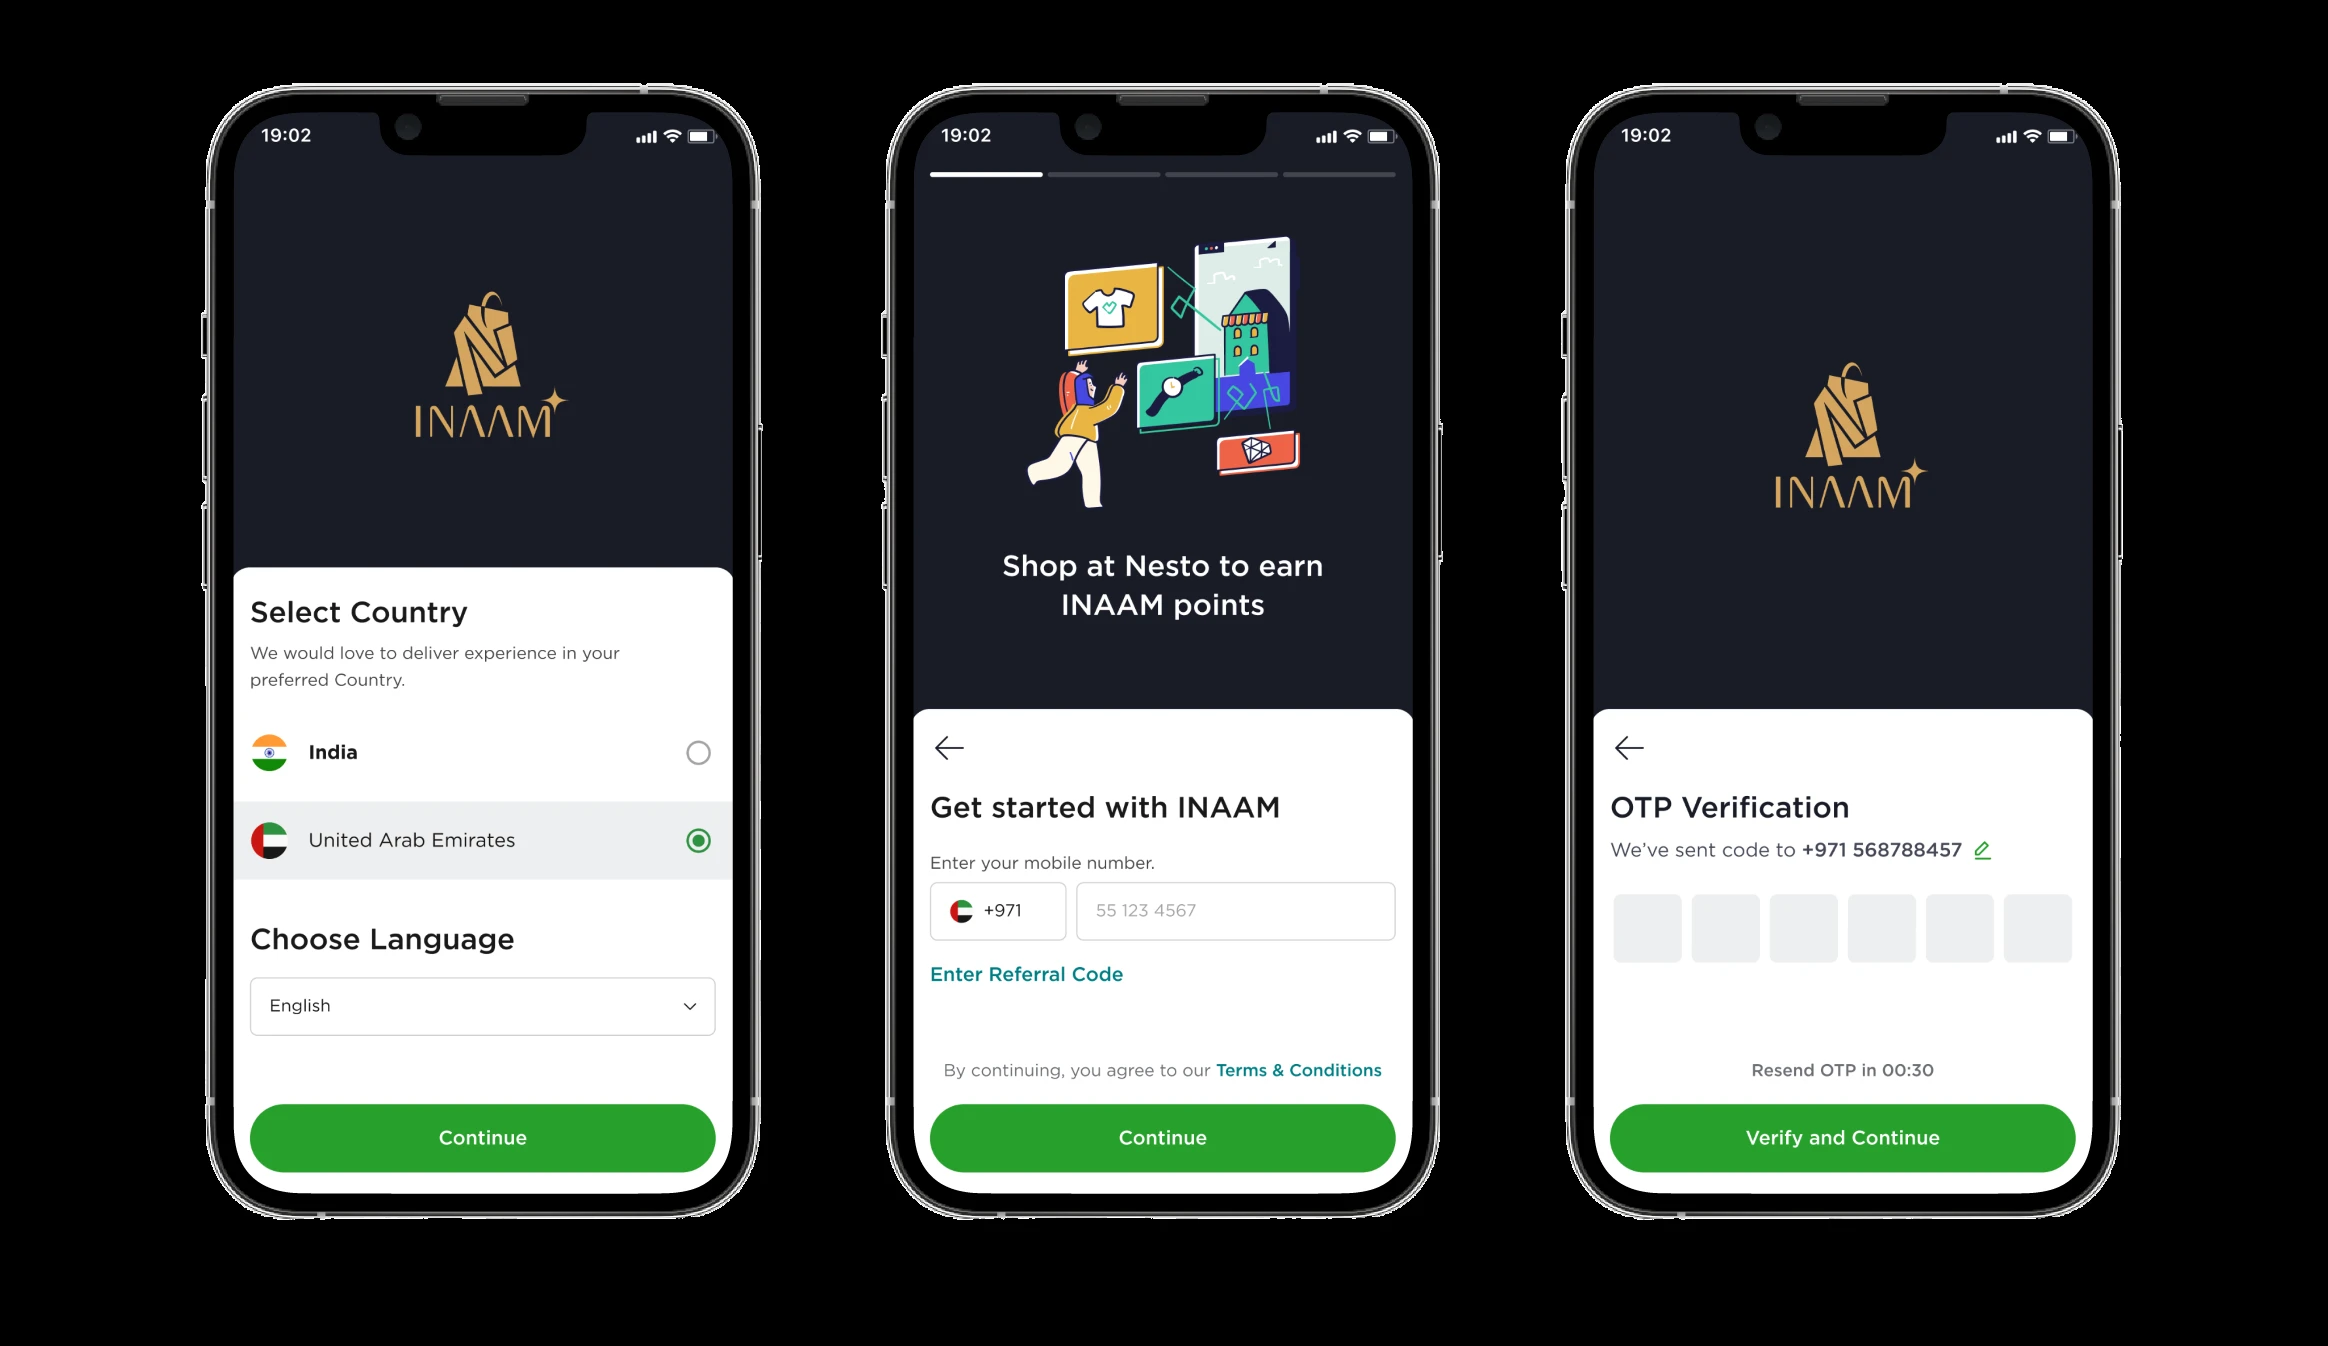 19:02
INAAM
Select Country
We would love to deliver experience in your
preferred Country.
India
United Arab Emirates
Choose Language
English
Continue
19:02
Shop at Nesto to earn
INAAM points
Get started with INAAM
Enter your mobile number.
+971
55 123 4567
Enter Referral Code
By continuing, you agree to our Terms & Conditions
Continue
19:02
INAAM
OTP Verification
We’ve sent code to +971 568788457
Resend OTP in 00:30
Verify and Continue